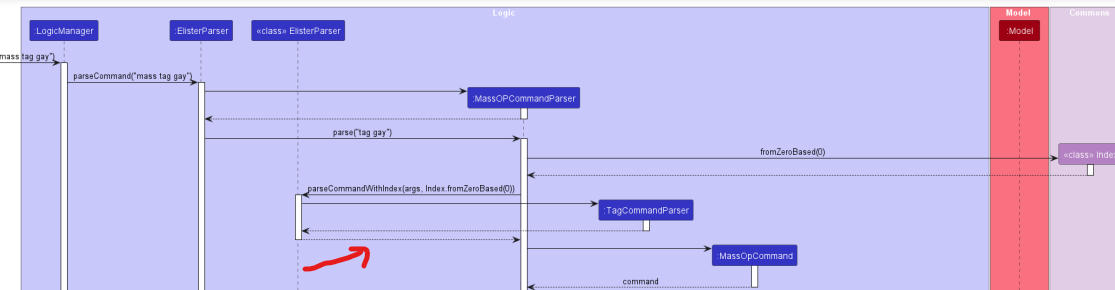 Logic
Model
Commons
:LogicManager
:ElisterParser
«class» ElisterParser
:Model
mass tag gay")
parseCommand("mass tag gay")
:MassOPCommandParser
parse("tag gay")
fromZeroBased(0)
«class» Index
parseCommandWithIndex(args, Index.fromZeroBased(0))
:TagCommandParser
:MassOpCommand
command